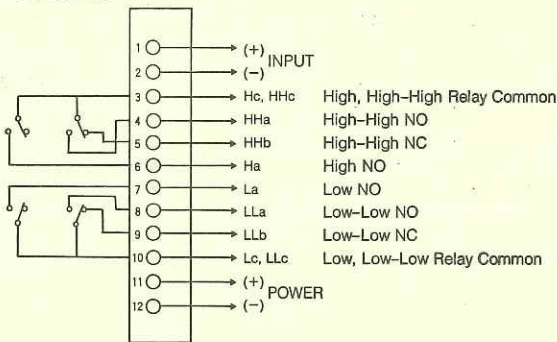 1 (+)
INPUT
2 (−)
3 Hc, HHc High, High–High Relay Common
4 HHa High–High NO
5 HHb High–High NC
6 Ha High NO
7 La Low NO
8 LLa Low–Low NO
9 LLb Low–Low NC
10 Lc, LLc Low, Low–Low Relay Common
11 (+)
POWER
12 (−)